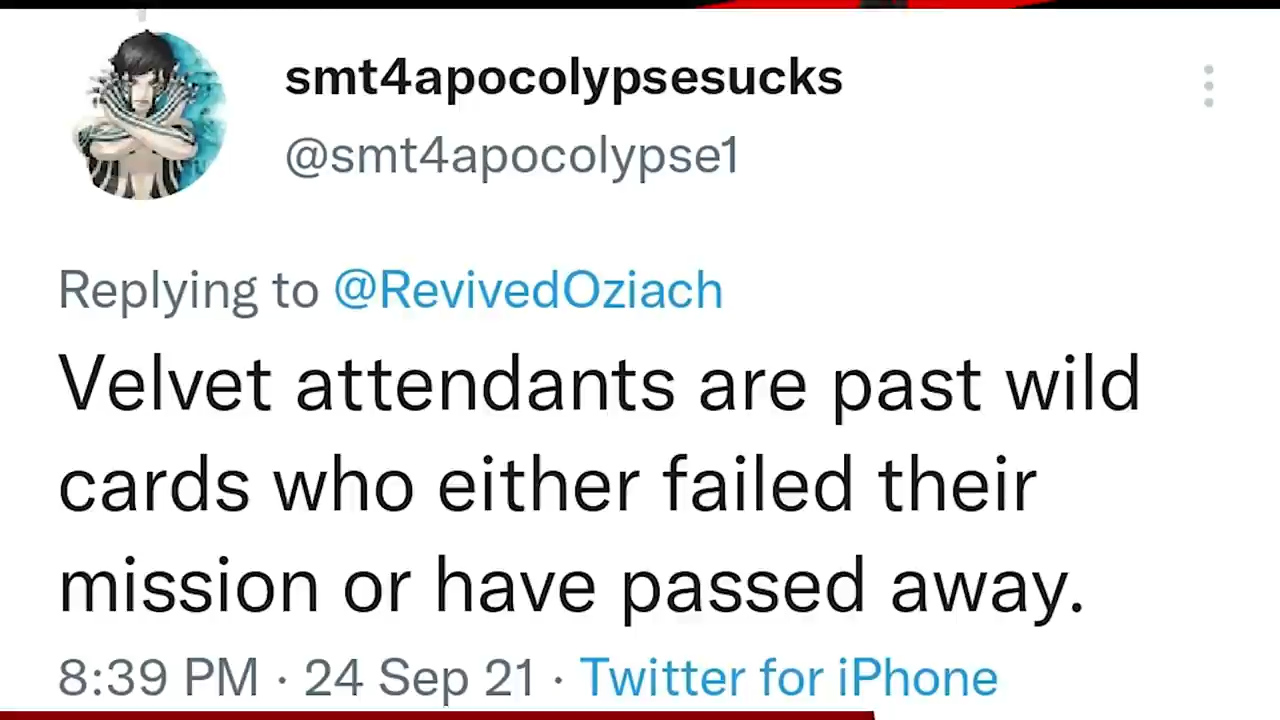 smt4apocolypsesucks
@smt4apocolypse1
Replying to @RevivedOziach
Velvet attendants are past wild
cards who either failed their
mission or have passed away.
8:39 PM · 24 Sep 21 · Twitter for iPhone